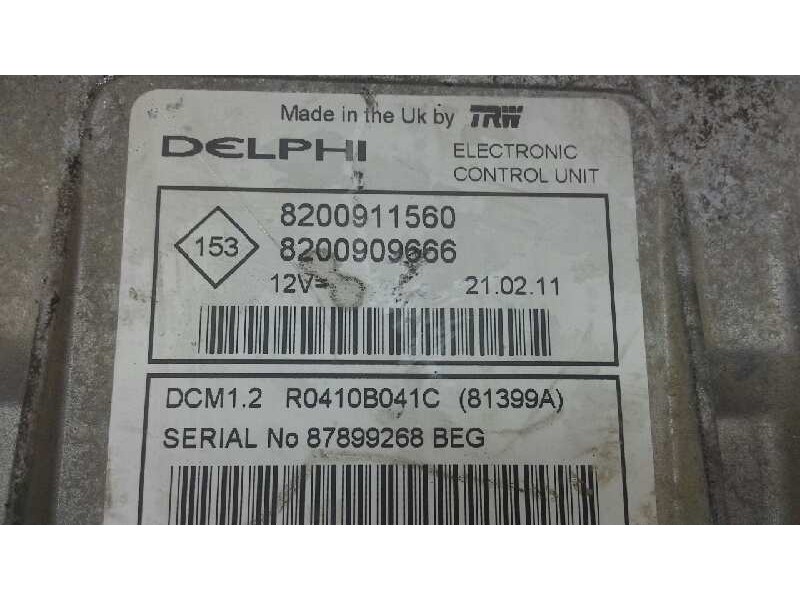 Made in the Uk by TRW
DELPHI
ELECTRONIC
CONTROL UNIT
153
8200911560
8200909666
12V=
21.02.11
DCM1.2 R0410B041C (81399A)
SERIAL No 87899268 BEG